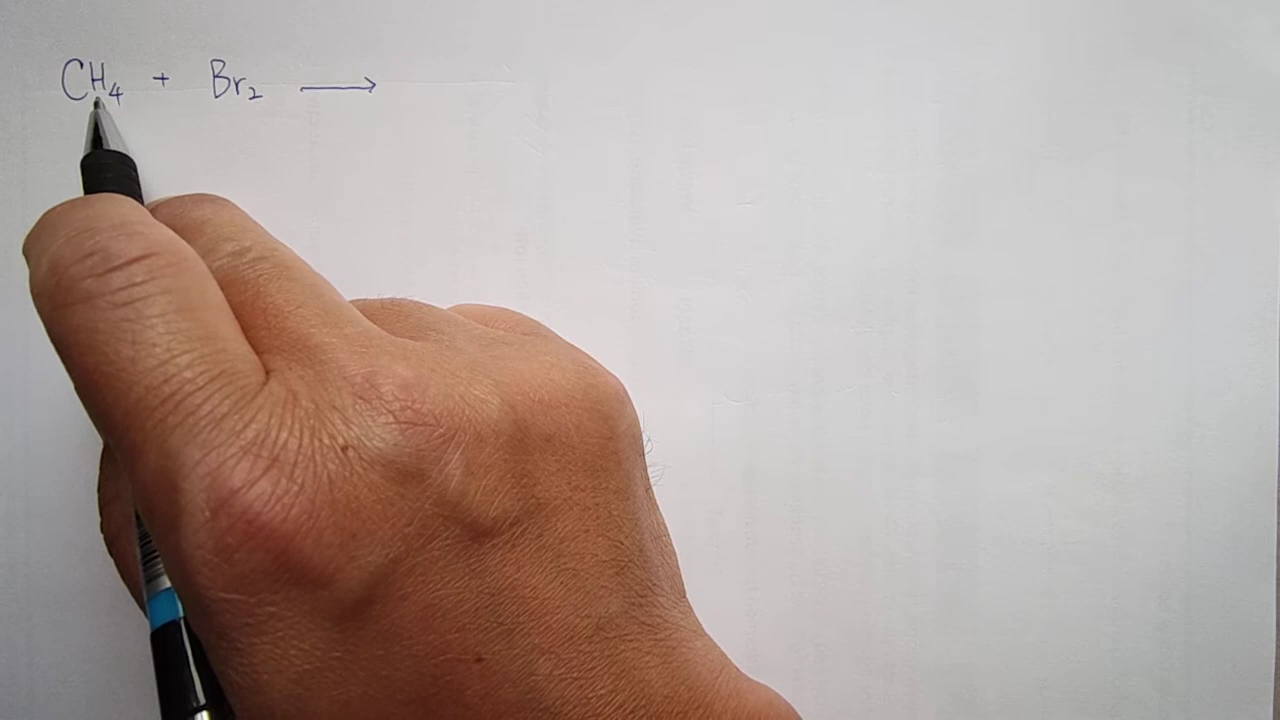 CH₄ + Br₂ ⟶